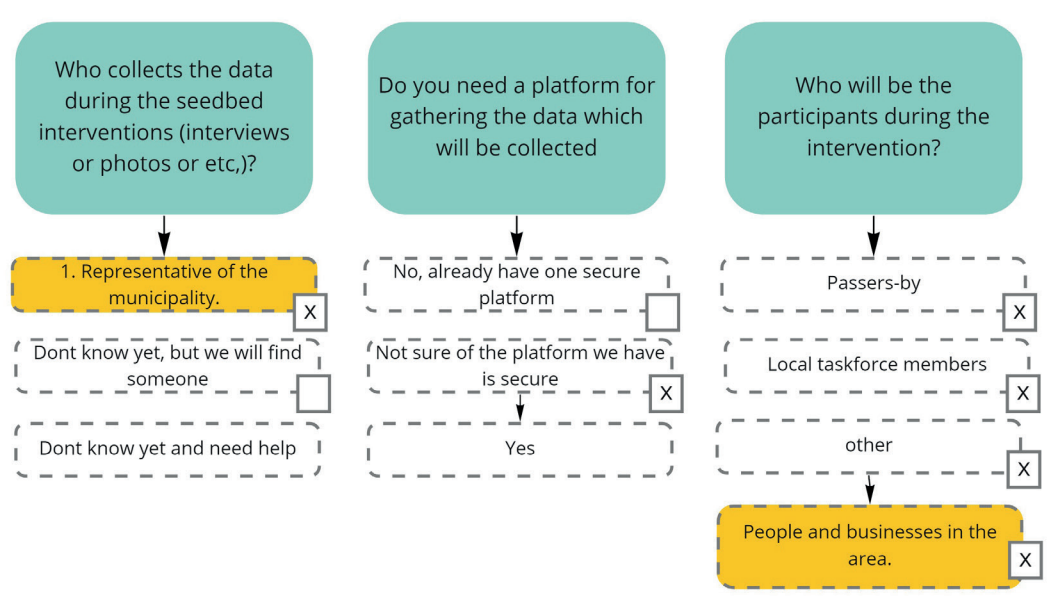 Who collects the data
during the seedbed
interventions (interviews
or photos or etc,)?
1. Representative of the
municipality.
X
Dont know yet, but we will find
someone
Dont know yet and need help
Do you need a platform for
gathering the data which
will be collected
No, already have one secure
platform
Not sure of the platform we have
is secure
X
Yes
Who will be the
participants during the
intervention?
Passers-by
X
Local taskforce members
X
other
X
People and businesses in the
area.
X